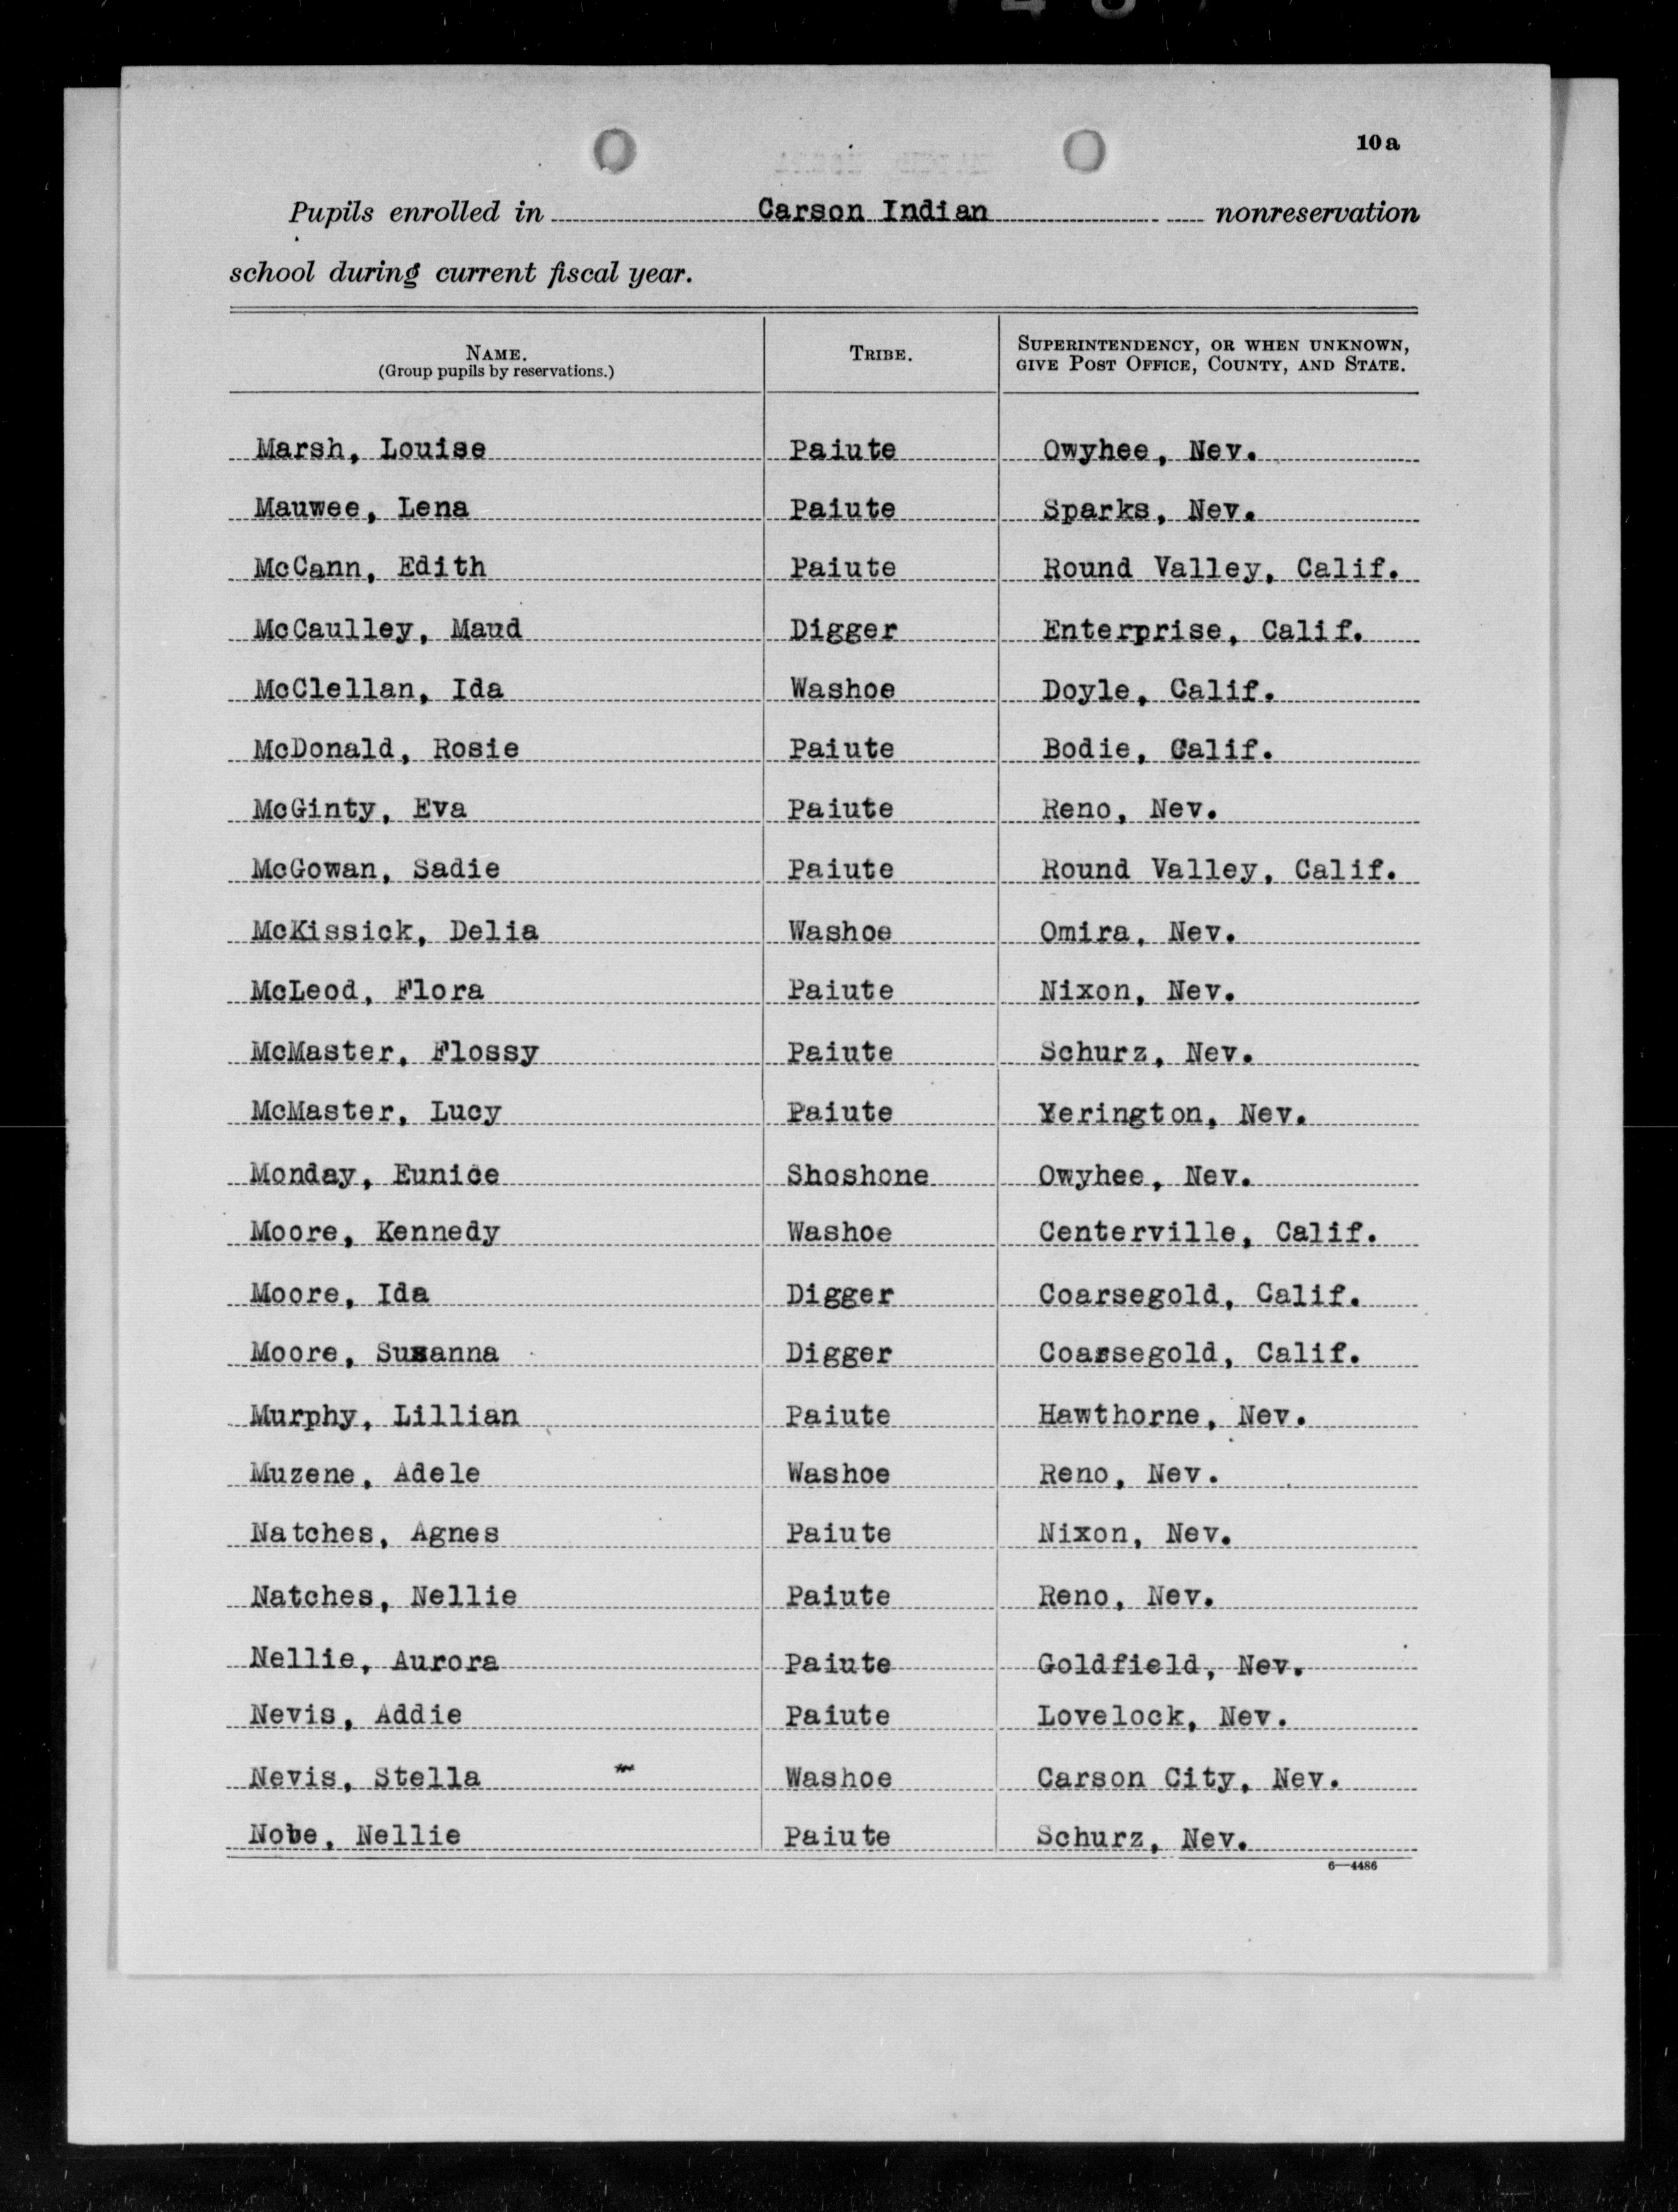 10a
Pupils enrolled in Carson Indian nonreservation
school during current fiscal year.
NAME. TRIBE. SUPERINTENDENCY, OR WHEN UNKNOWN,
(Group pupils by reservations.) GIVE POST OFFICE, COUNTY, AND STATE.
Marsh, Louise Paiute Owyhee, Nev.
Mauwee, Lena Paiute Sparks, Nev.
McCann, Edith Paiute Round Valley, Calif.
McCaulley, Maud Digger Enterprise, Calif.
McClellan, Ida Washoe Doyle, Calif.
McDonald, Rosie Paiute Bodie, Calif.
McGinty, Eva Paiute Reno, Nev.
McGowan, Sadie Paiute Round Valley, Calif.
McKissick, Delia Washoe Omira, Nev.
McLeod, Flora Paiute Nixon, Nev.
McMaster, Flossy Paiute Schurz, Nev.
McMaster, Lucy Paiute Yerington, Nev.
Monday, Eunice Shoshone Owyhee, Nev.
Moore, Kennedy Washoe Centerville, Calif.
Moore, Ida Digger Coarsegold, Calif.
Moore, Susanna Digger Coarsegold, Calif.
Murphy, Lillian Paiute Hawthorne, Nev.
Muzene, Adele Washoe Reno, Nev.
Natches, Agnes Paiute Nixon, Nev.
Natches, Nellie Paiute Reno, Nev.
Nellie, Aurora Paiute Goldfield, Nev.
Nevis, Addie Paiute Lovelock, Nev.
Nevis, Stella Washoe Carson City, Nev.
Nobe, Nellie Paiute Schurz, Nev.
6—4486